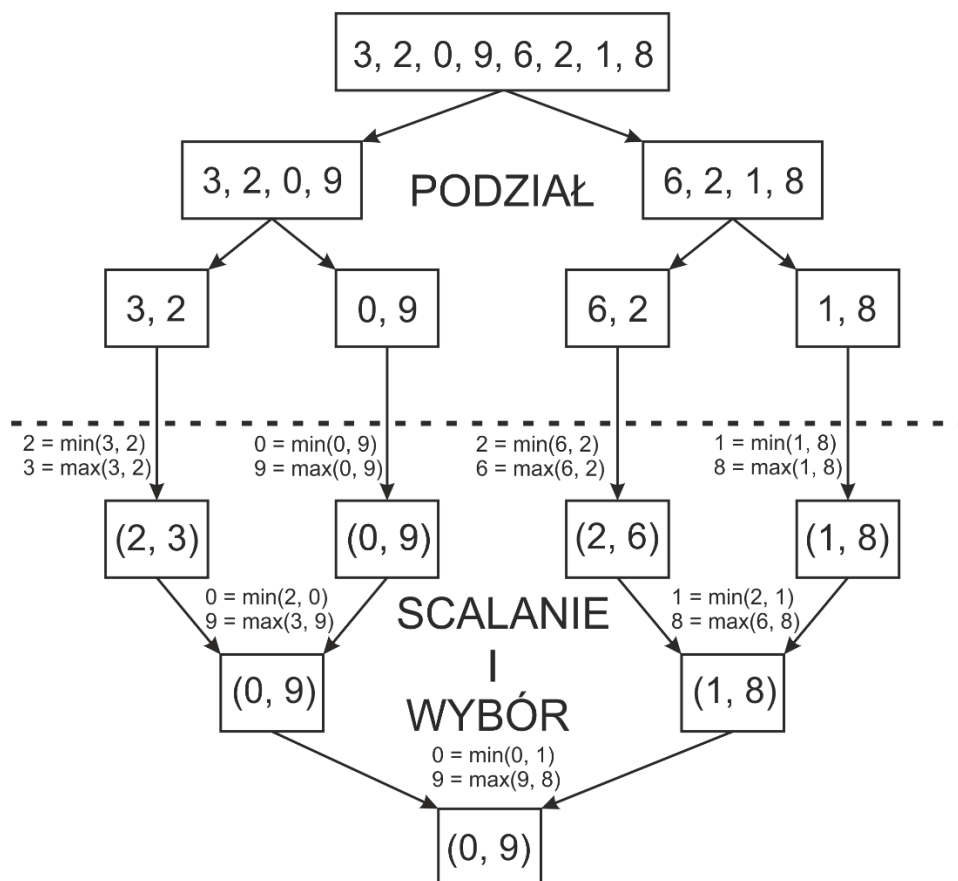 3, 2, 0, 9, 6, 2, 1, 8
3, 2, 0, 9
PODZIAŁ
6, 2, 1, 8
3, 2
0, 9
6, 2
1, 8
2 = min(3, 2)
3 = max(3, 2)
0 = min(0, 9)
9 = max(0, 9)
2 = min(6, 2)
6 = max(6, 2)
1 = min(1, 8)
8 = max(1, 8)
(2, 3)
(0, 9)
(2, 6)
(1, 8)
0 = min(2, 0)
9 = max(3, 9)
SCALANIE
I
WYBÓR
1 = min(2, 1)
8 = max(6, 8)
(0, 9)
(1, 8)
0 = min(0, 1)
9 = max(9, 8)
(0, 9)